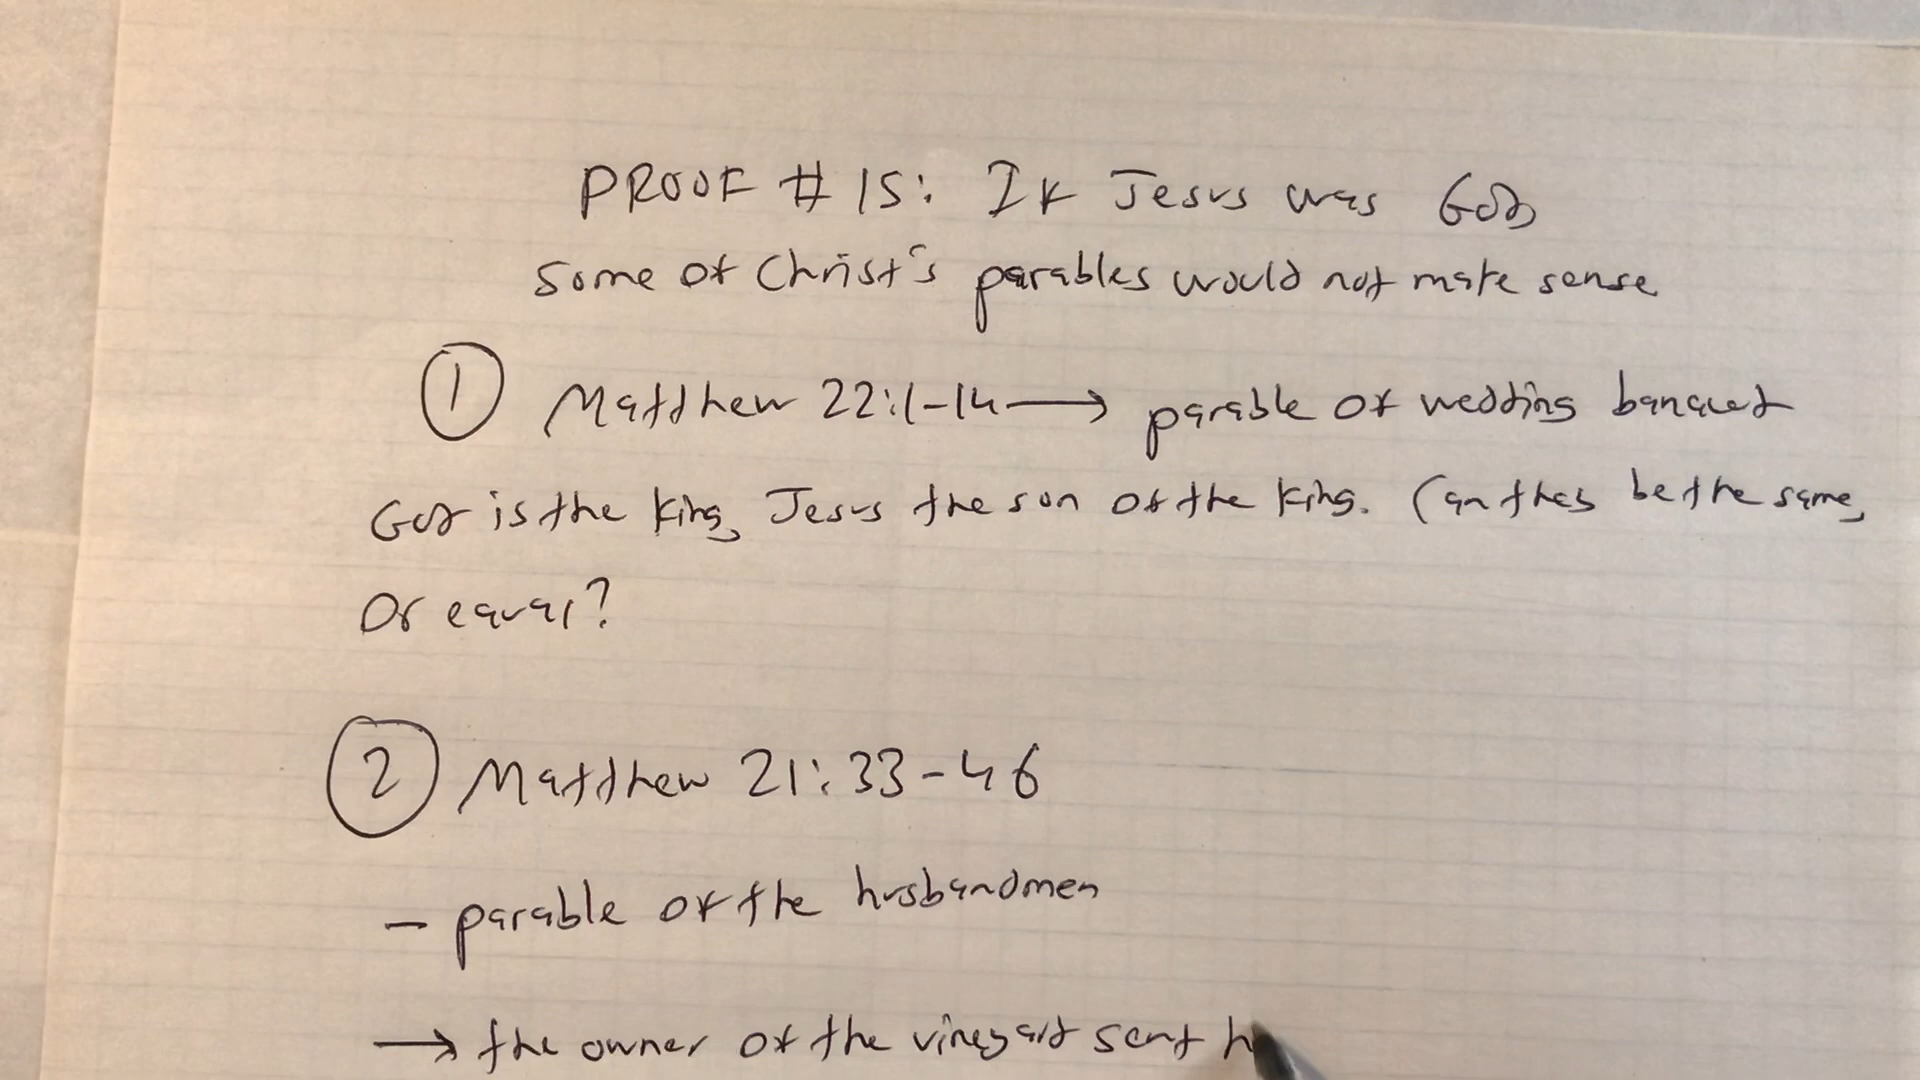 PROOF # 15: If Jesus was God
some of Christ's parables would not make sense
1 Matthew 22:1-14 → parable of wedding banquet
God is the King, Jesus the son of the King. Can they be the same,
Or equal?
2 Matthew 21:33-46
- parable of the husbandmen
→ the owner of the vineyard sent h